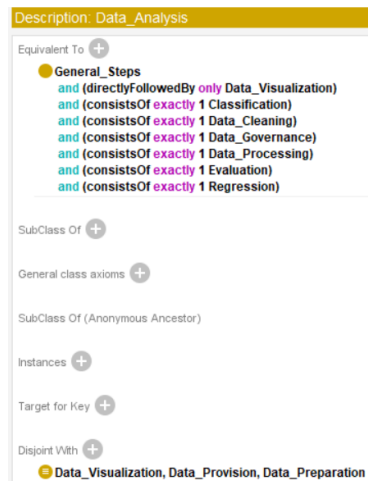 Description: Data_Analysis
Equivalent To
General_Steps
and (directlyFollowedBy only Data_Visualization)
and (consistsOf exactly 1 Classification)
and (consistsOf exactly 1 Data_Cleaning)
and (consistsOf exactly 1 Data_Governance)
and (consistsOf exactly 1 Data_Processing)
and (consistsOf exactly 1 Evaluation)
and (consistsOf exactly 1 Regression)
SubClass Of
General class axioms
SubClass Of (Anonymous Ancestor)
Instances
Target for Key
Disjoint With
Data_Visualization, Data_Provision, Data_Preparation